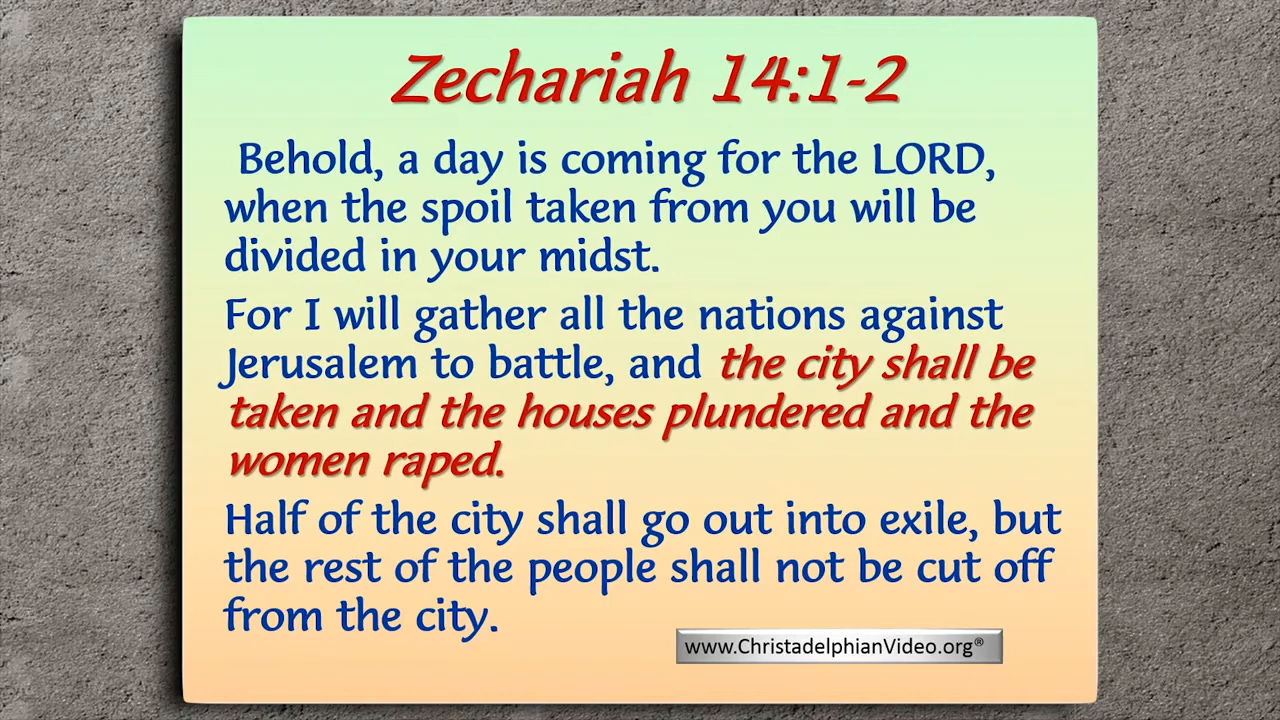 Zechariah 14:1-2
Behold, a day is coming for the LORD,
when the spoil taken from you will be
divided in your midst.
For I will gather all the nations against
Jerusalem to battle, and the city shall be
taken and the houses plundered and the
women raped.
Half of the city shall go out into exile, but
the rest of the people shall not be cut off
from the city.
www.ChristadelphianVideo.org®